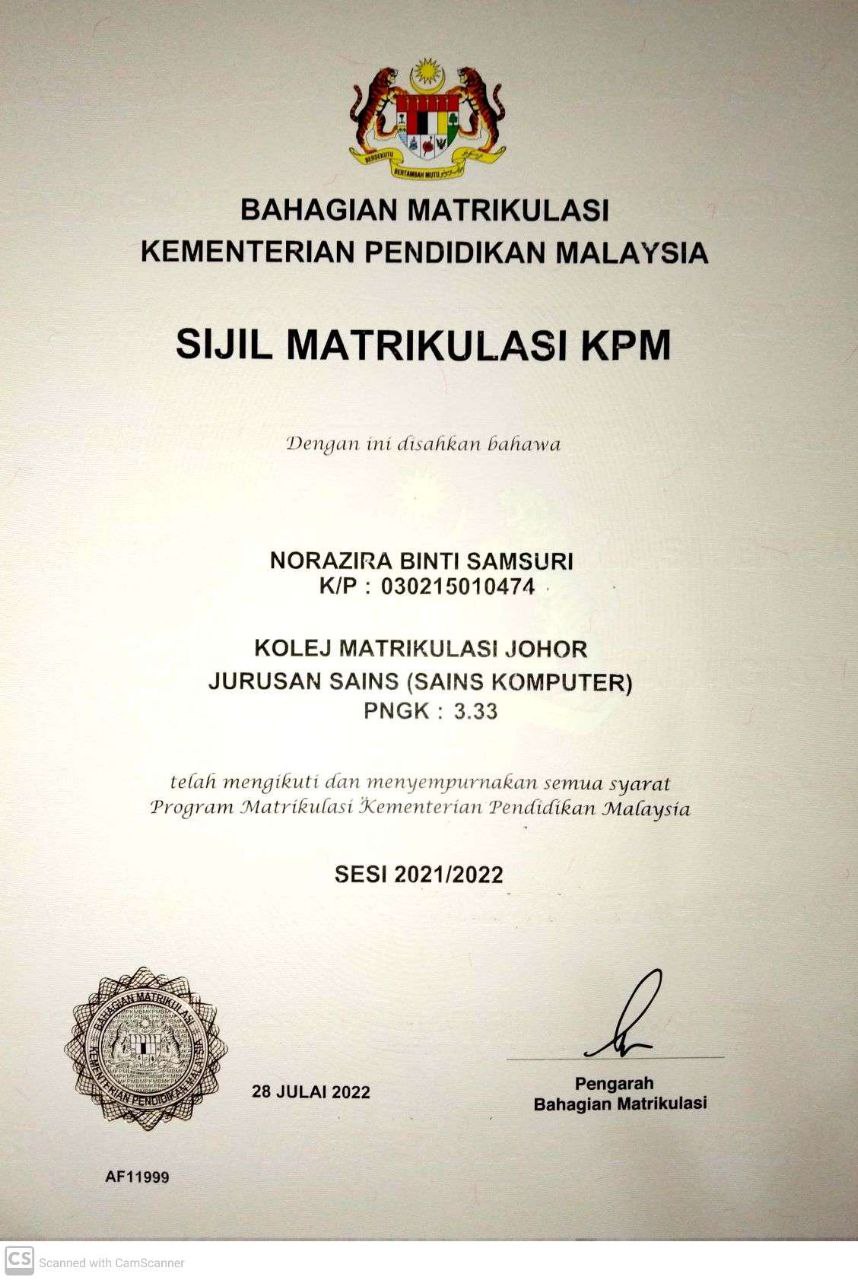 BERSEKUTU
BERTAMBAH MUTU
BAHAGIAN MATRIKULASI
KEMENTERIAN PENDIDIKAN MALAYSIA
SIJIL MATRIKULASI KPM
Dengan ini disahkan bahawa
NORAZIRA BINTI SAMSURI
K/P : 030215010474
KOLEJ MATRIKULASI JOHOR
JURUSAN SAINS (SAINS KOMPUTER)
PNGK : 3.33
telah mengikuti dan menyempurnakan semua syarat
Program Matrikulasi Kementerian Pendidikan Malaysia
SESI 2021/2022
BAHAGIAN MATRIKULASI
KEMENTERIAN PENDIDIKAN MALAYSIA
28 JULAI 2022
Pengarah
Bahagian Matrikulasi
AF11999
CS Scanned with CamScanner